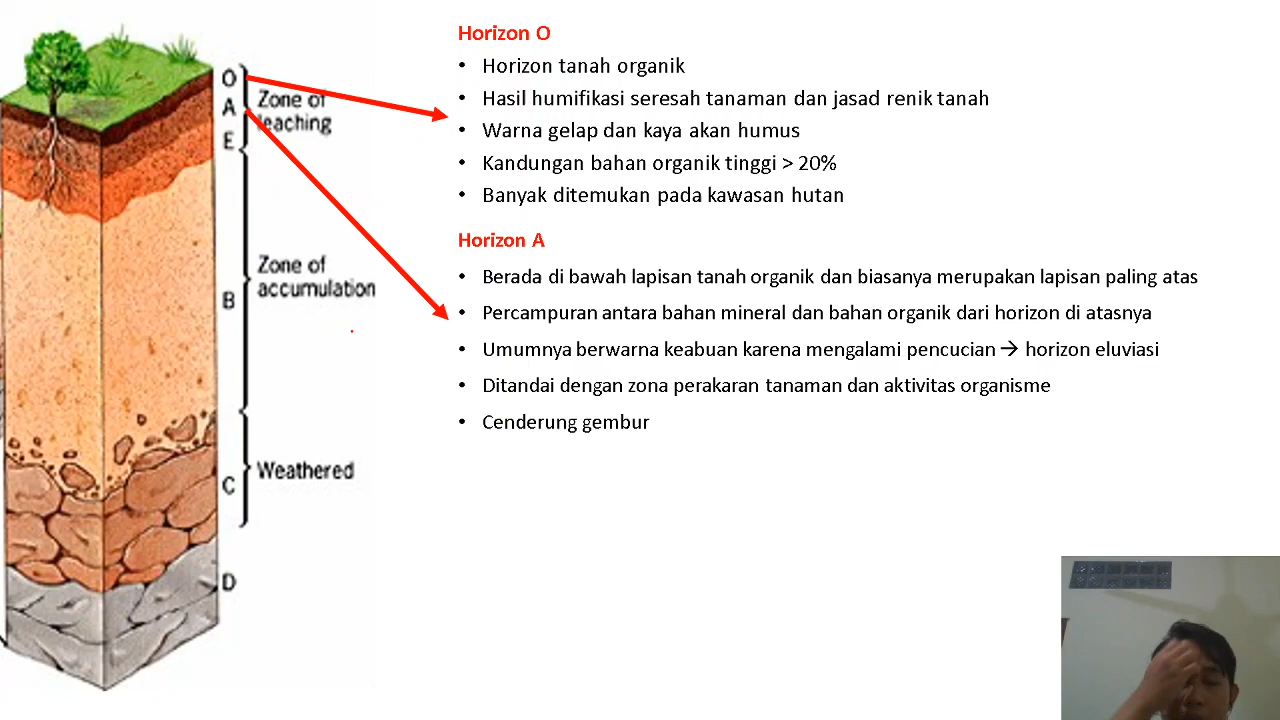 Horizon O
• Horizon tanah organik
• Hasil humifikasi seresah tanaman dan jasad renik tanah
• Warna gelap dan kaya akan humus
• Kandungan bahan organik tinggi > 20%
• Banyak ditemukan pada kawasan hutan
Horizon A
• Berada di bawah lapisan tanah organik dan biasanya merupakan lapisan paling atas
• Percampuran antara bahan mineral dan bahan organik dari horizon di atasnya
• Umumnya berwarna keabuan karena mengalami pencucian → horizon eluviasi
• Ditandai dengan zona perakaran tanaman dan aktivitas organisme
• Cenderung gembur
O
A
E
Zone of
leaching
B
Zone of
accumulation
C
Weathered
D